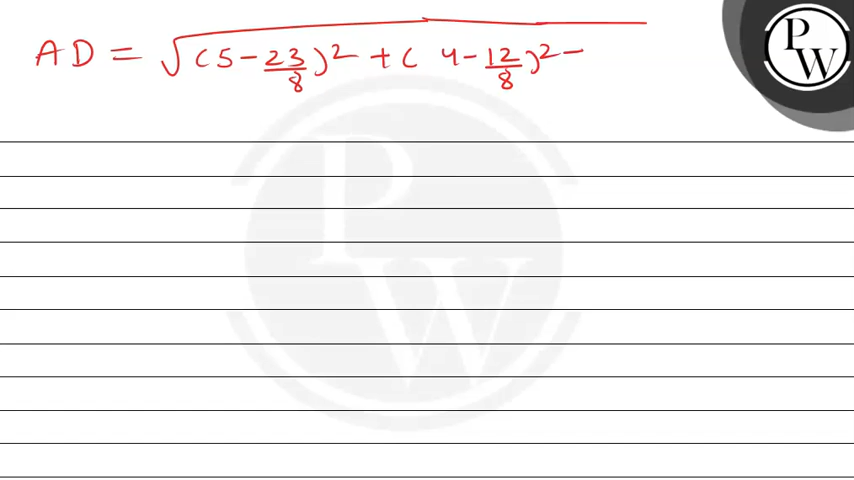 AD = √(5 - 23/8)² + (4 - 12/8)² -
P W
P W